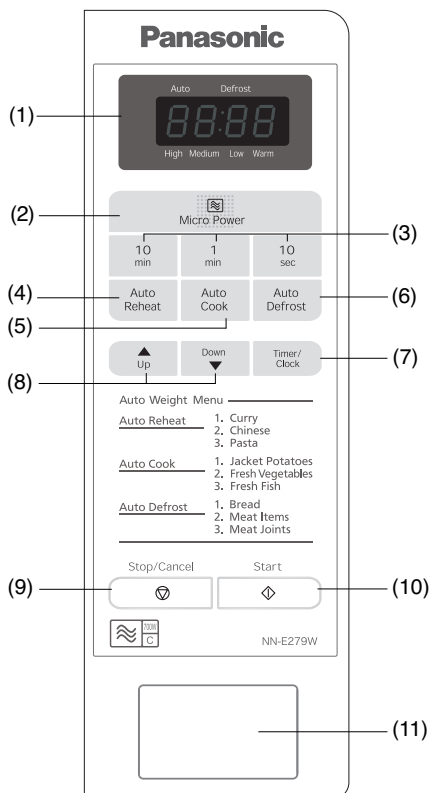 Panasonic
Auto Defrost
(1)
88:88
High Medium Low Warm
(2)
Micro Power
(3)
10 min
1 min
10 sec
(4)
Auto Reheat
(5)
Auto Cook
Auto Defrost
(6)
Up
Down
Timer/Clock
(7)
(8)
Auto Weight Menu
Auto Reheat
1. Curry
2. Chinese
3. Pasta
Auto Cook
1. Jacket Potatoes
2. Fresh Vegetables
3. Fresh Fish
Auto Defrost
1. Bread
2. Meat Items
3. Meat Joints
Stop/Cancel
Start
(9)
(10)
700W
C
NN-E279W
(11)